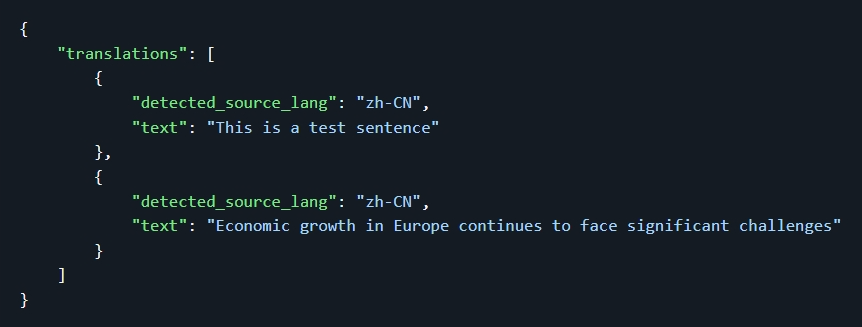 {
    "translations": [
        {
            "detected_source_lang": "zh-CN",
            "text": "This is a test sentence"
        },
        {
            "detected_source_lang": "zh-CN",
            "text": "Economic growth in Europe continues to face significant challenges"
        }
    ]
}